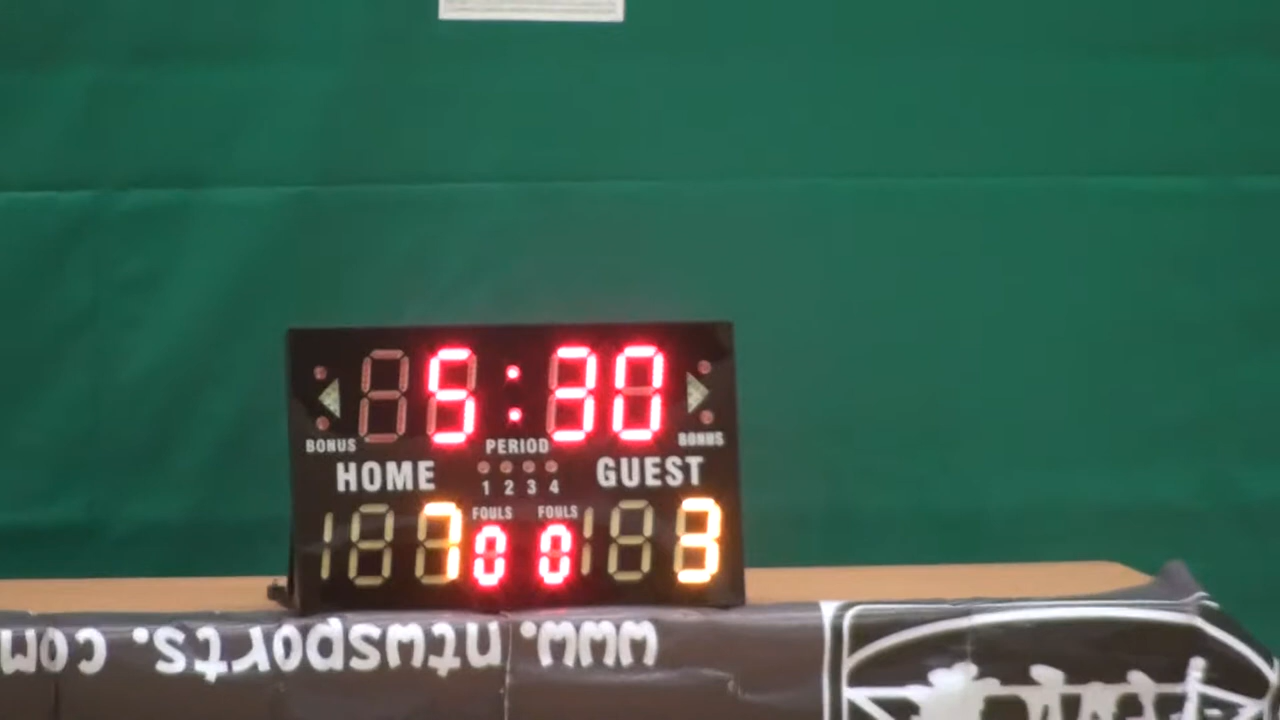 5:30
BONUS PERIOD BONUS
HOME GUEST
1 2 3 4
FOULS FOULS
7 0 0 3
www.ntwsports.com